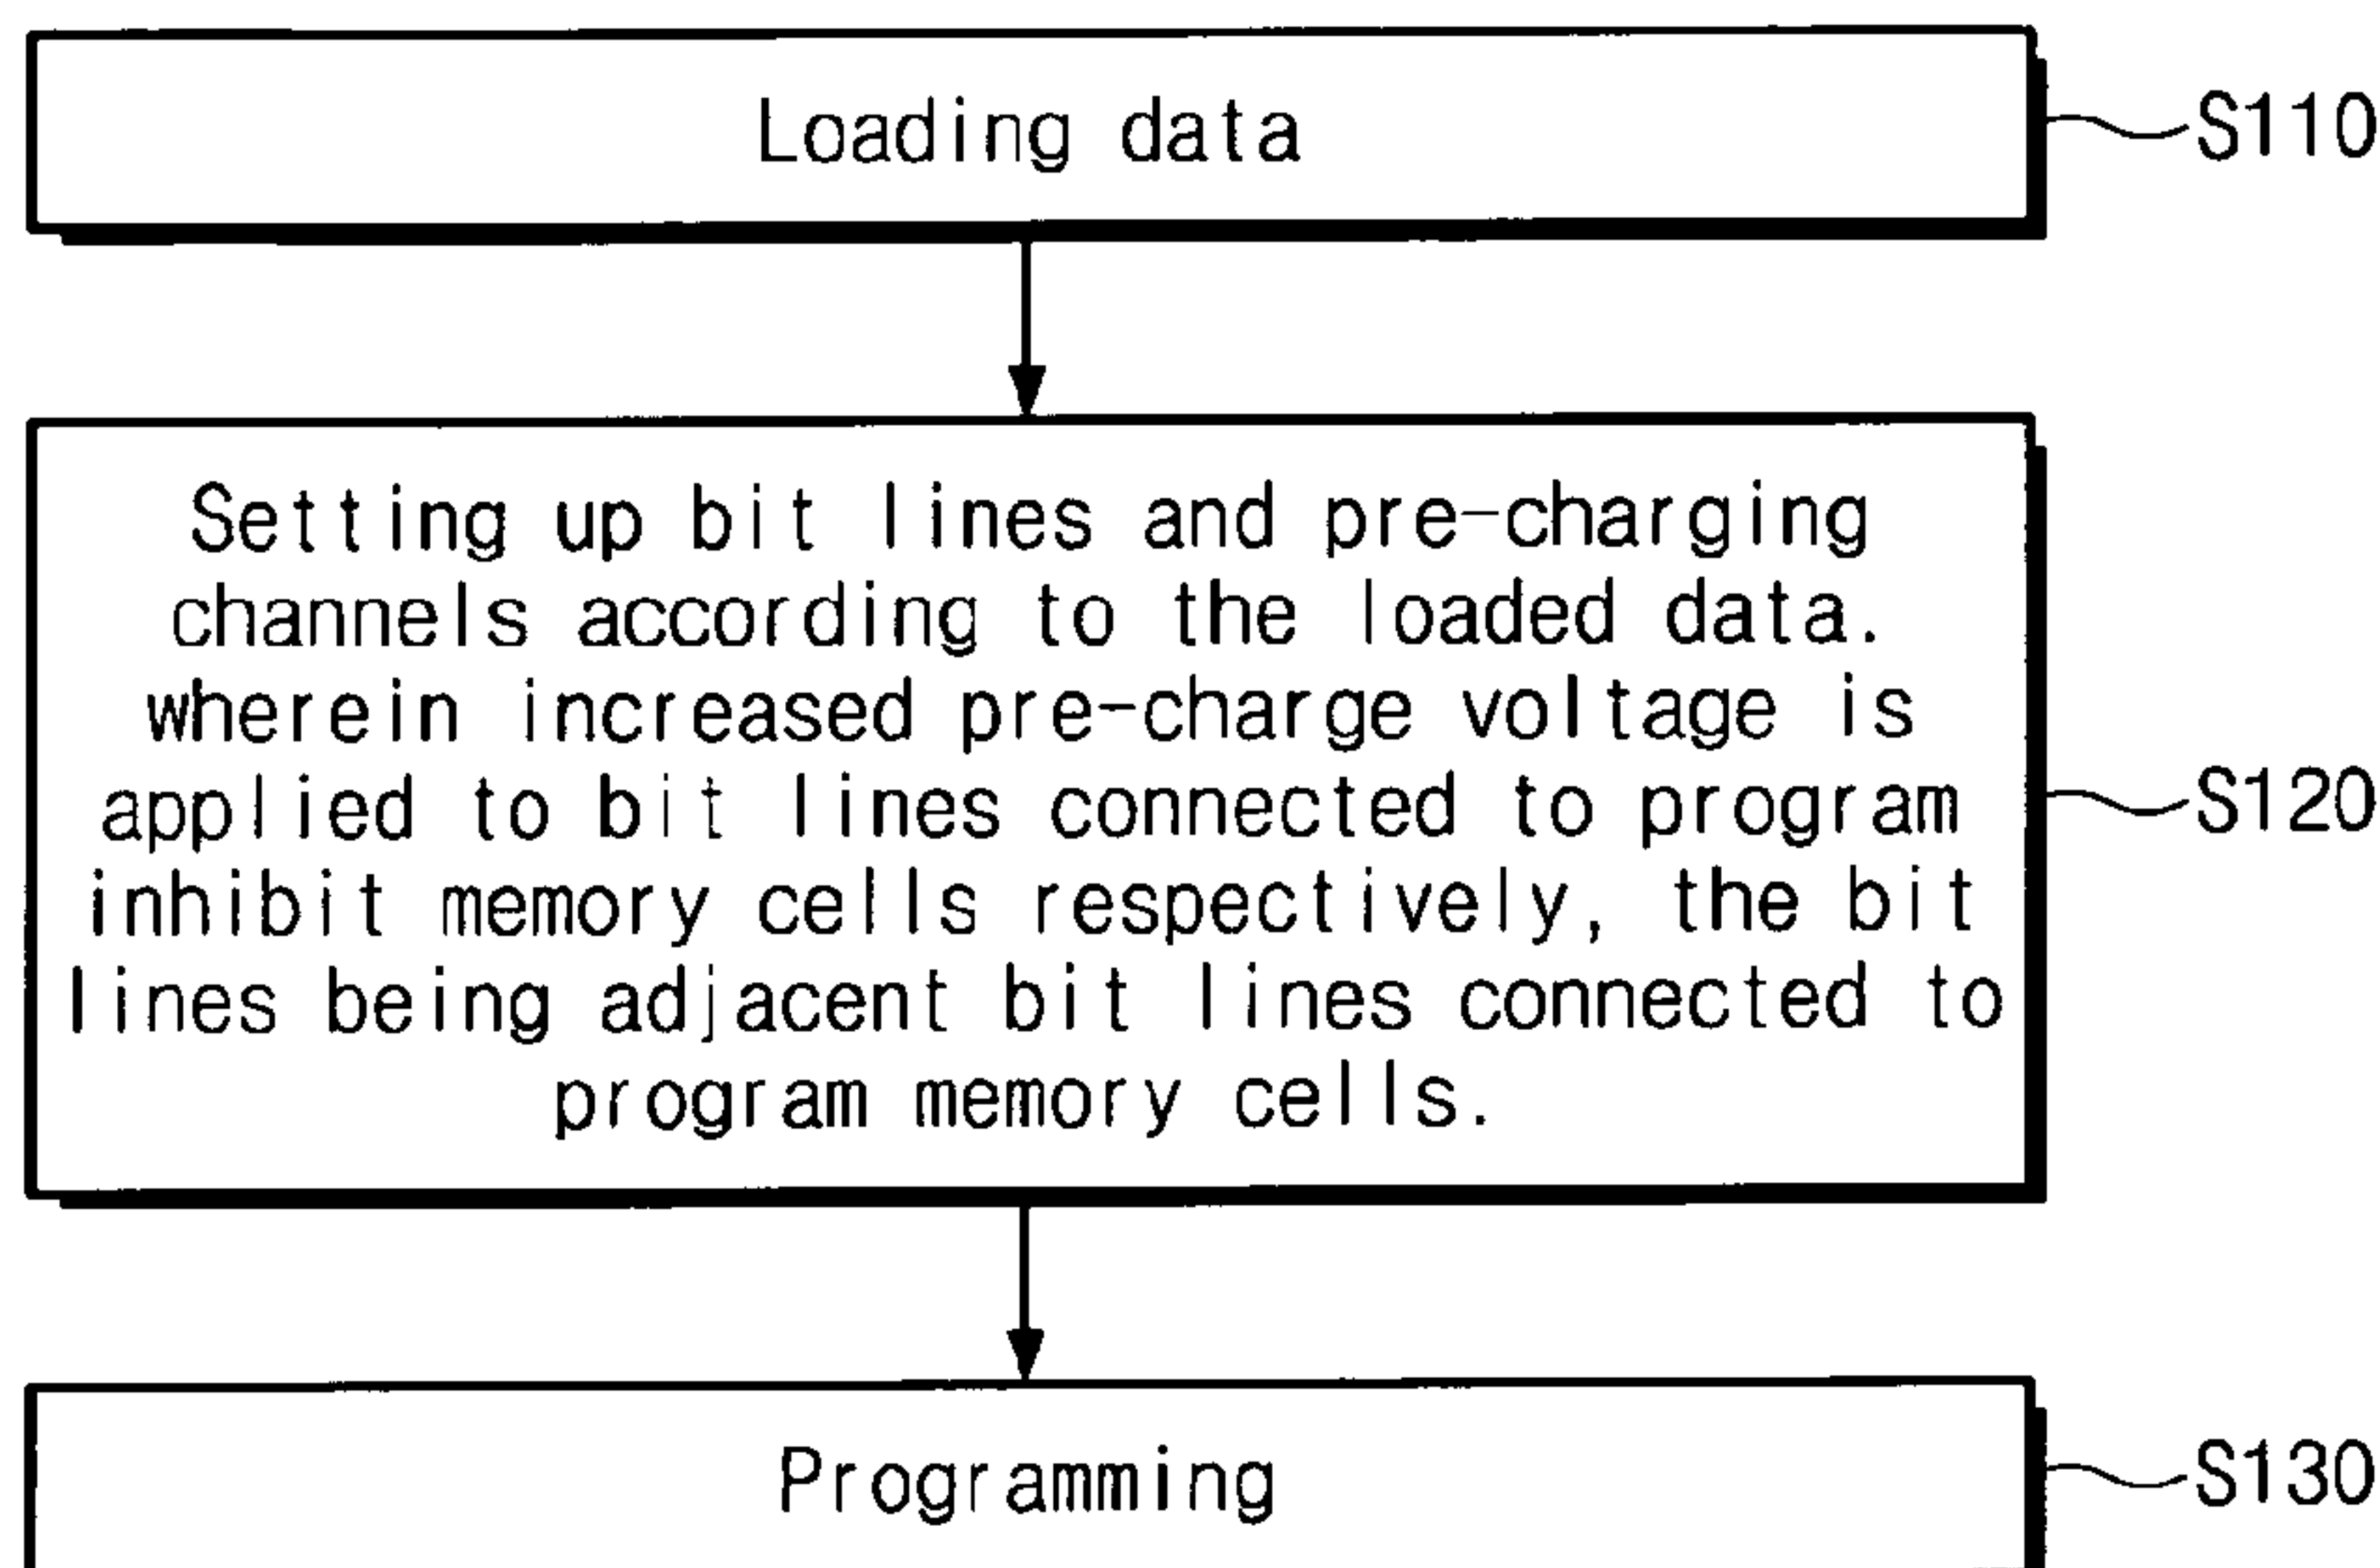 Loading data
S110
Setting up bit lines and pre-charging
channels according to the loaded data.
wherein increased pre-charge voltage is
applied to bit lines connected to program
inhibit memory cells respectively, the bit
lines being adjacent bit lines connected to
program memory cells.
S120
Programming
S130